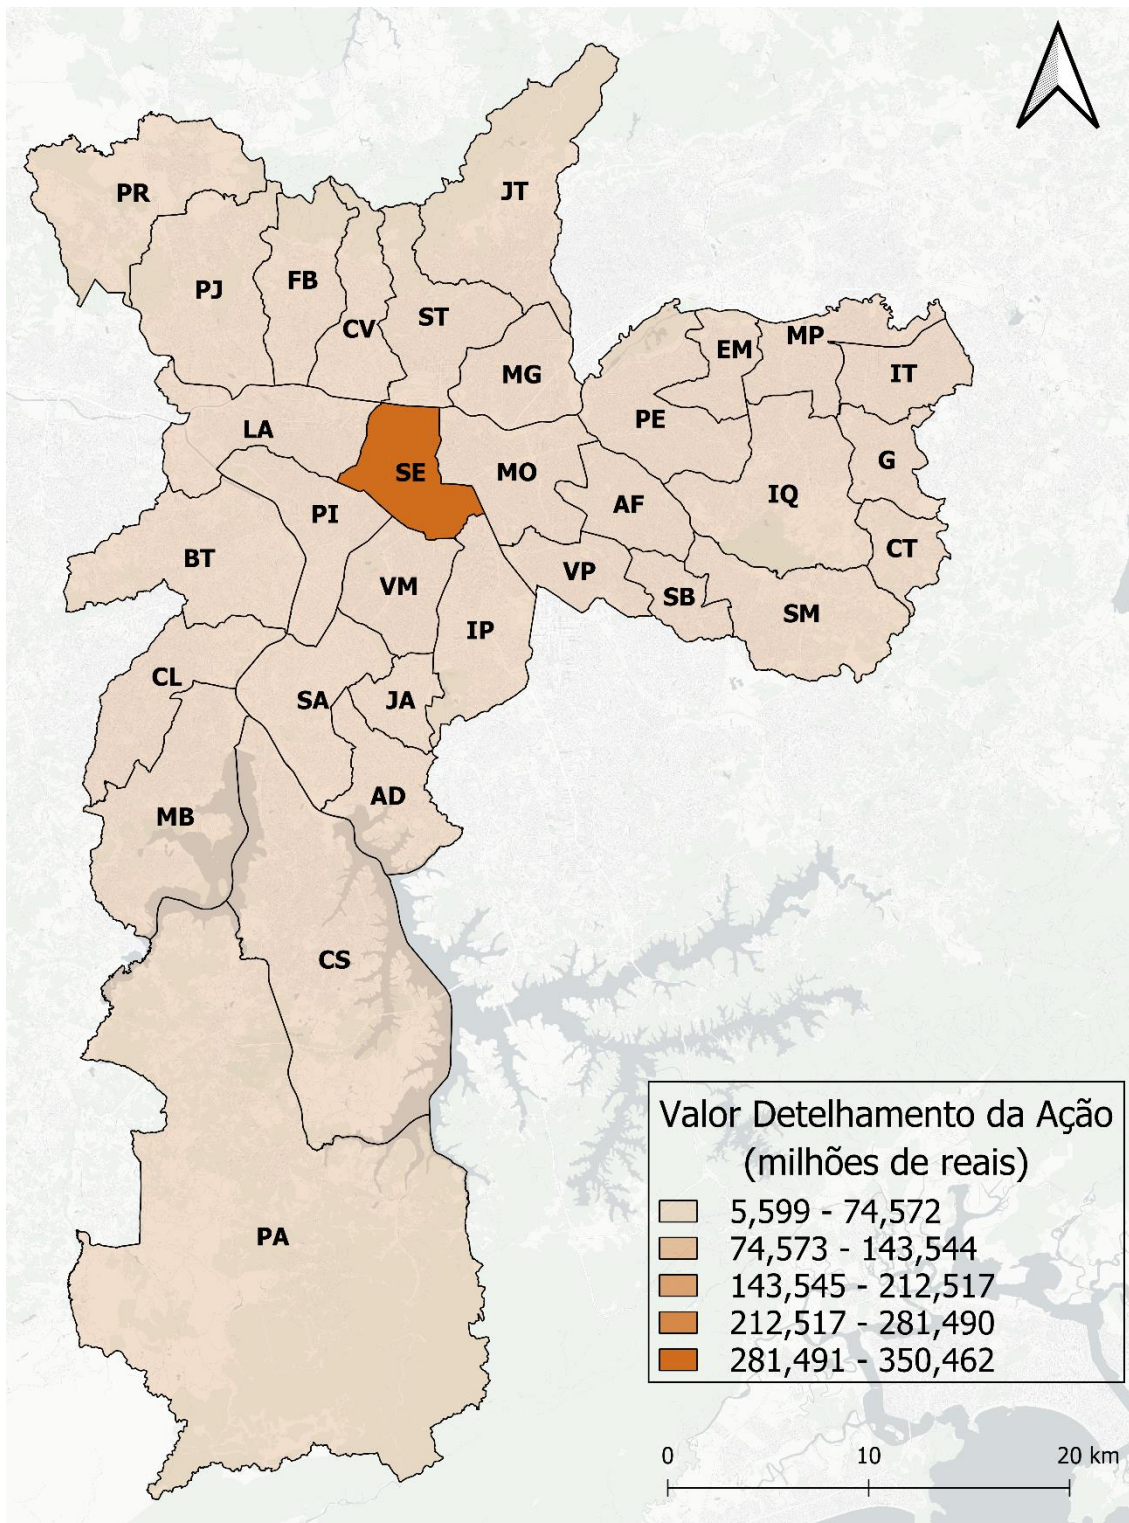 PR
JT
PJ
FB
CV
ST
MG
EM
MP
IT
PE
LA
SE
MO
G
IQ
AF
PI
BT
CT
VP
VM
SB
SM
IP
CL
SA
JA
AD
MB
CS
PA
Valor Detelhamento da Ação
(milhões de reais)
5,599 - 74,572
74,573 - 143,544
143,545 - 212,517
212,517 - 281,490
281,491 - 350,462
0 10 20 km